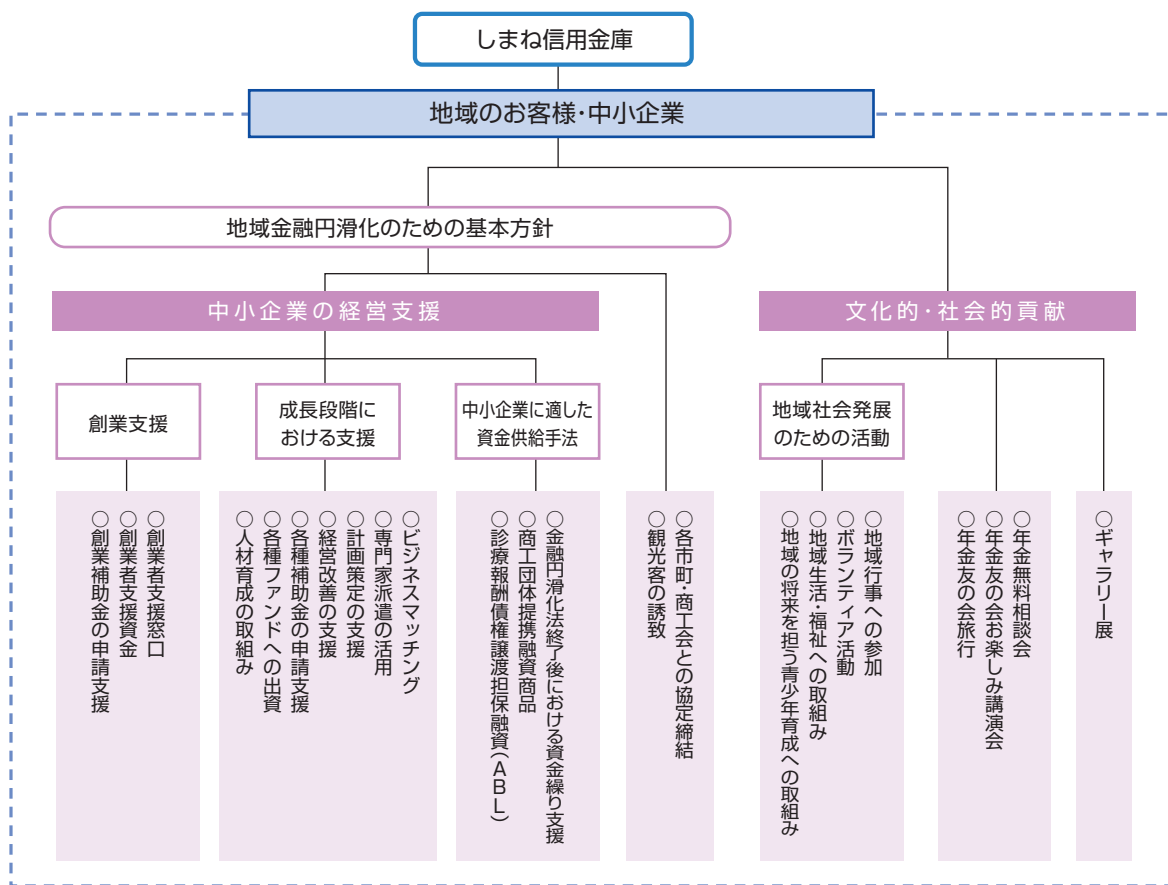 しまね信用金庫
地域のお客様・中小企業
地域金融円滑化のための基本方針
中小企業の経営支援
文化的・社会的貢献
創業支援
成長段階に
おける支援
中小企業に適した
資金供給手法
地域社会発展
のための活動
○創業者支援窓口
○創業者支援資金
○創業補助金の申請支援
○ビジネスマッチング
○専門家派遣の活用
○計画策定の支援
○経営改善の支援
○各種補助金の申請支援
○各種ファンドへの出資
○人材育成の取組み
○金融円滑化法終了後における資金繰り支援
○商工団体提携融資商品
○診療報酬債権譲渡担保融資(ABL)
○各市町・商工会との協定締結
○観光客の誘致
○地域行事への参加
○ボランティア活動
○地域生活・福祉への取組み
○地域の将来を担う青少年育成への取組み
○年金無料相談会
○年金友の会お楽しみ講演会
○年金友の会旅行
○ギャラリー展